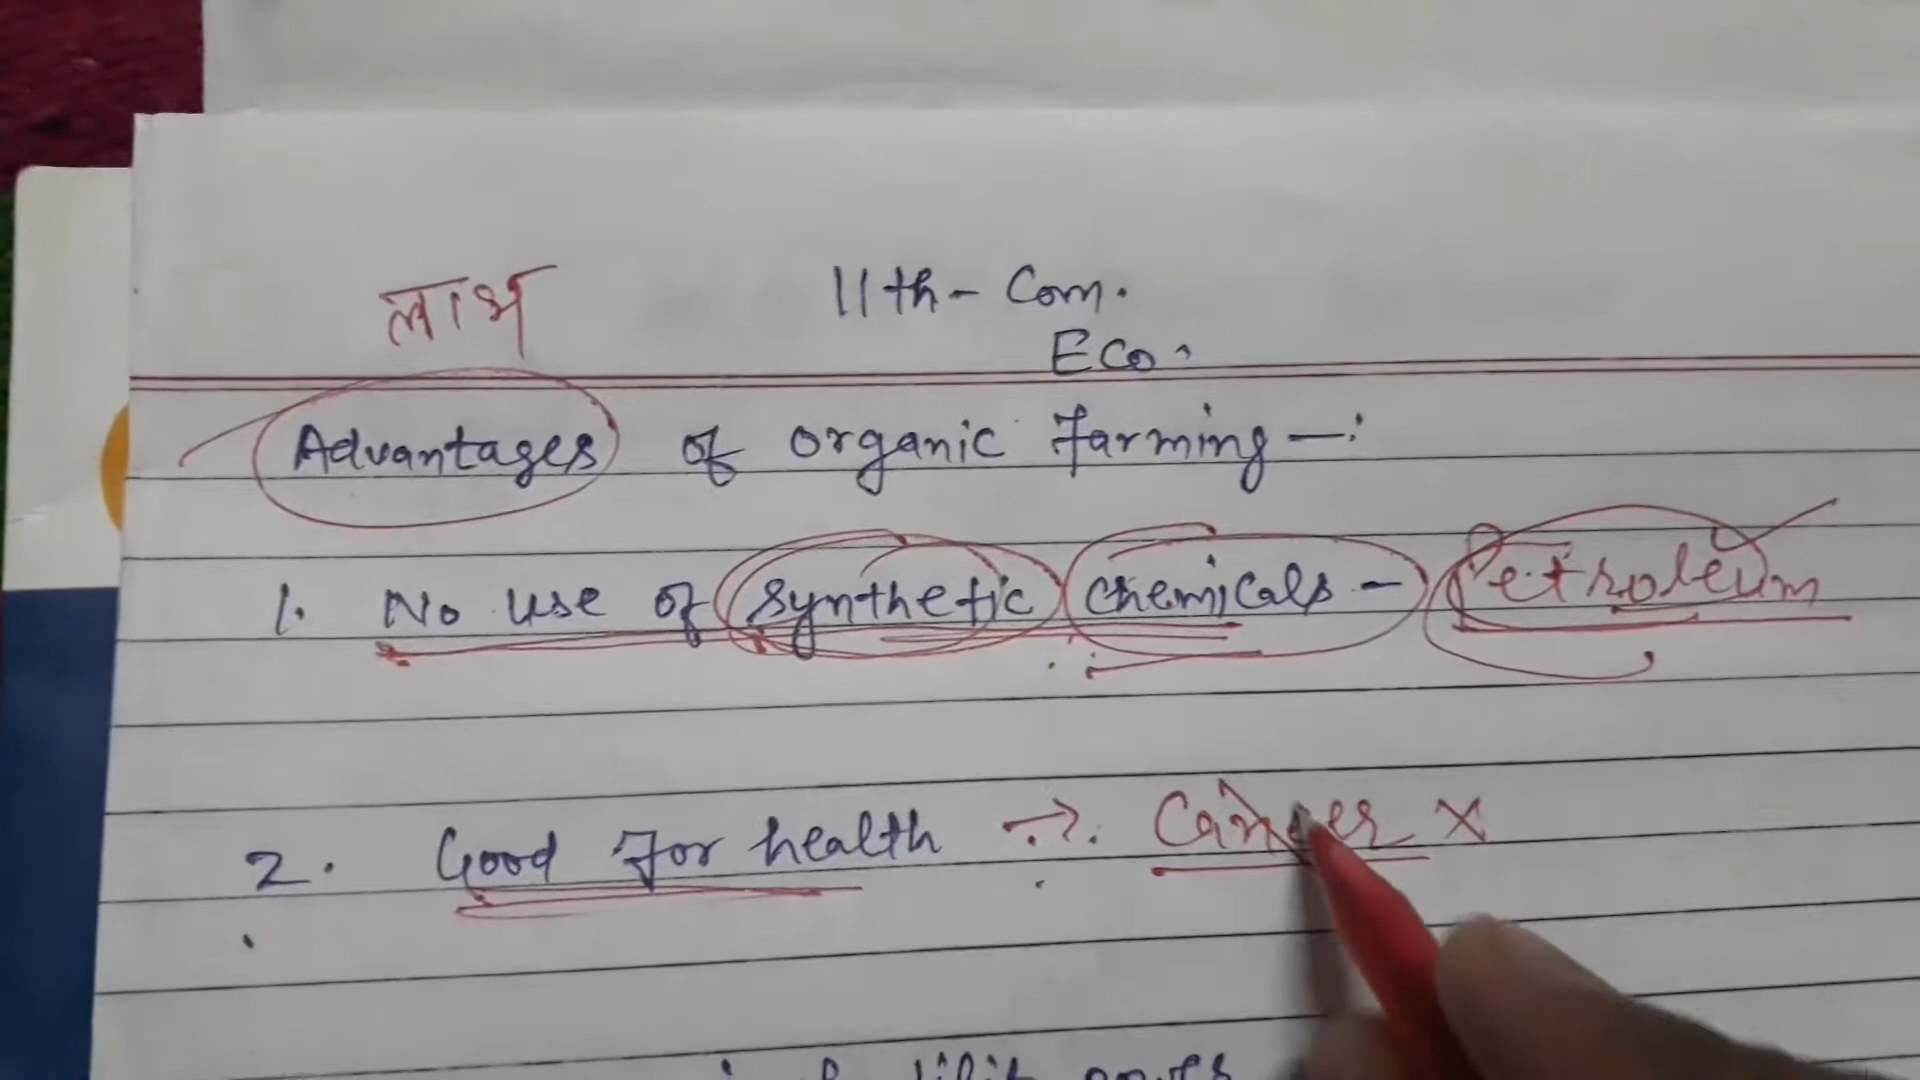 लाभ 11th - Com.
Eco.
Advantages of organic farming -:
1. No use of synthetic chemicals - Petroleum
2. Good for health → Cancer x